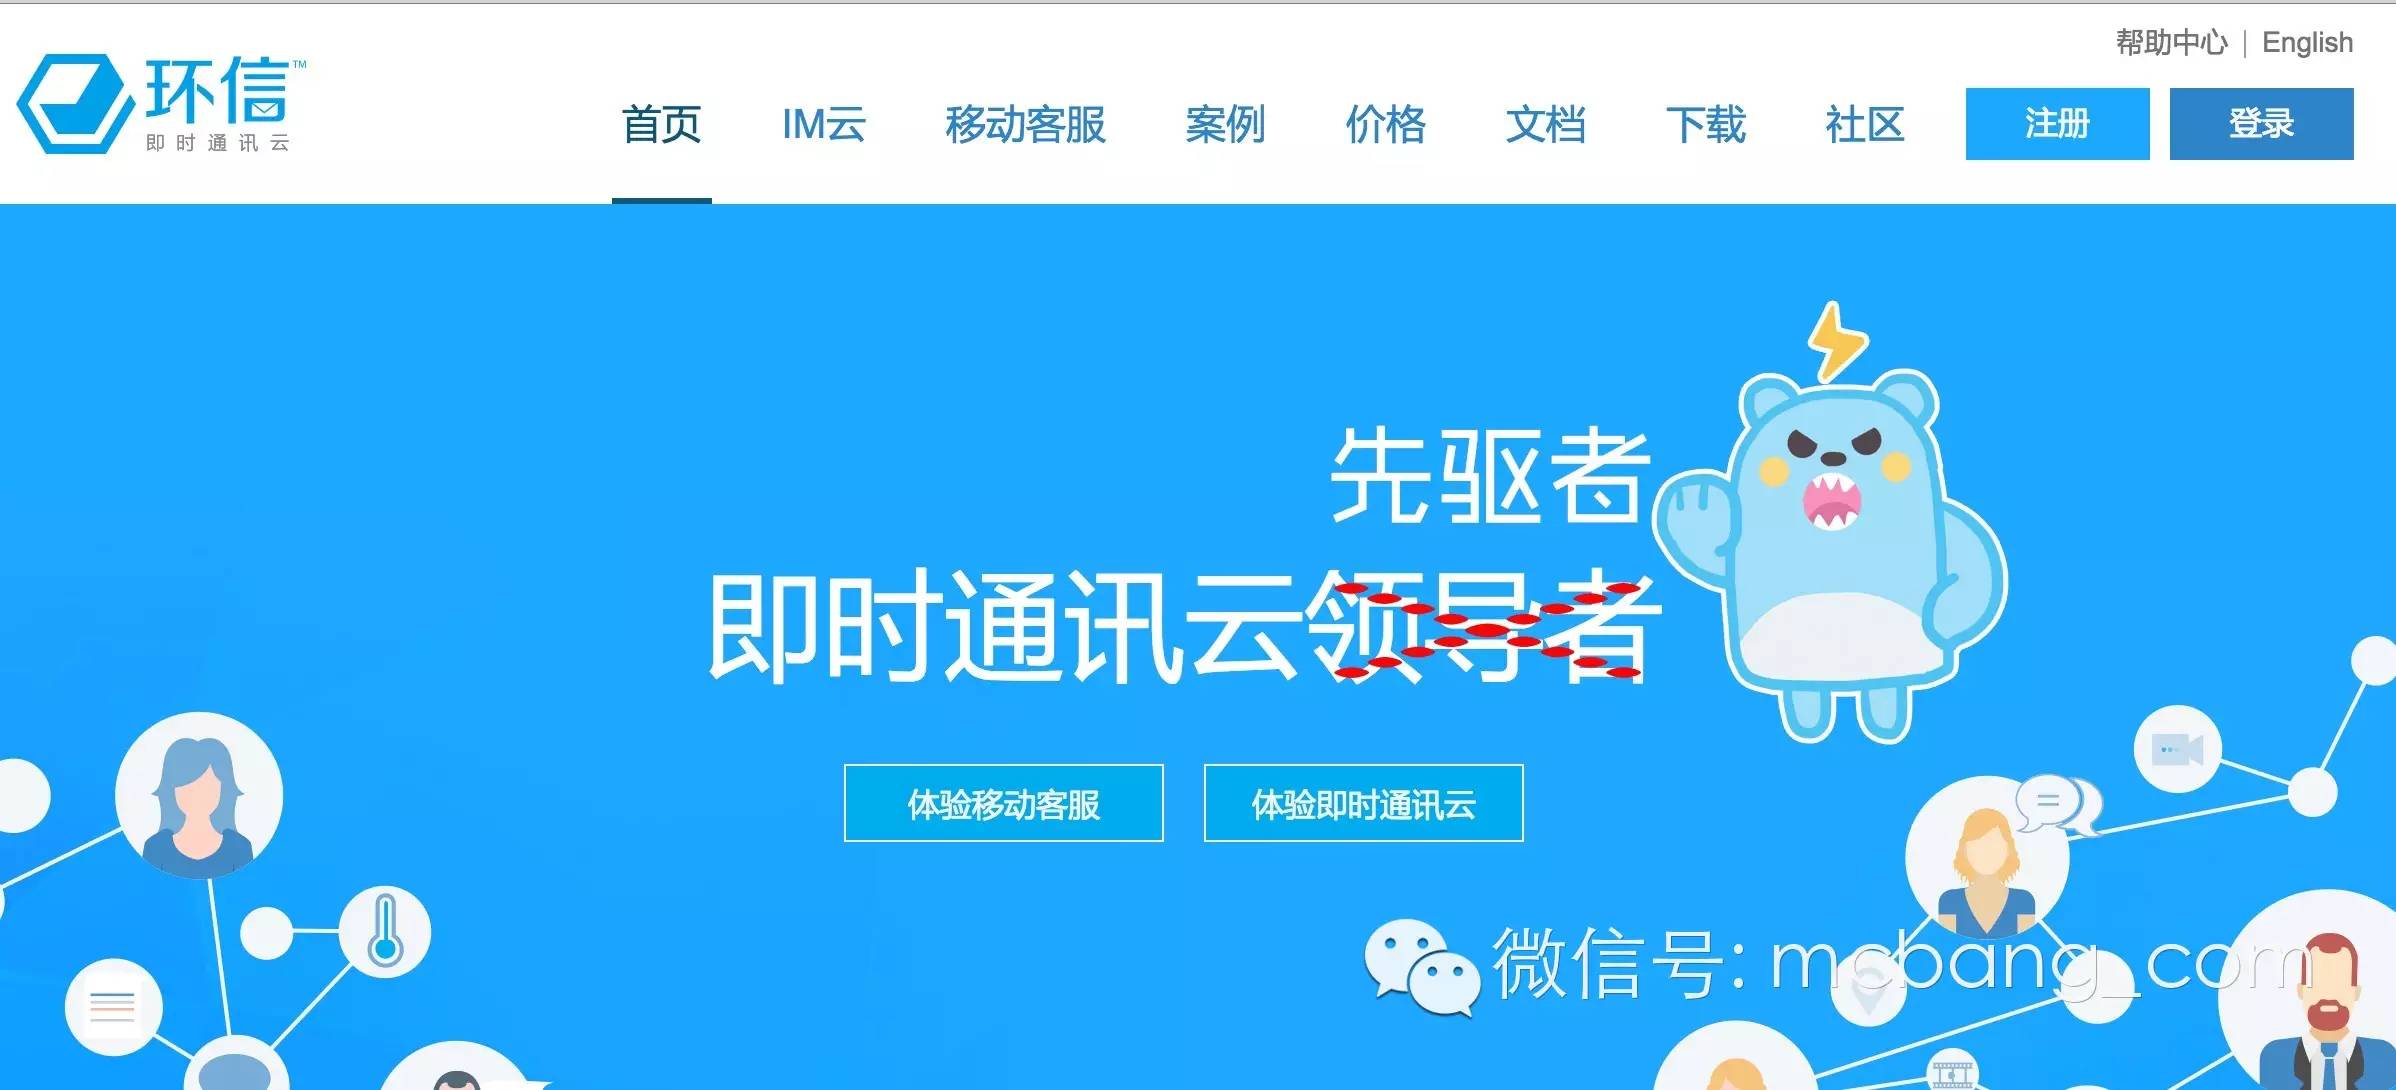 帮助中心 | English
环信™
即时通讯云
首页 IM云 移动客服 案例 价格 文档 下载 社区 注册 登录
先驱者
即时通讯云领导者
体验移动客服 体验即时通讯云
微信号: mcbang_com